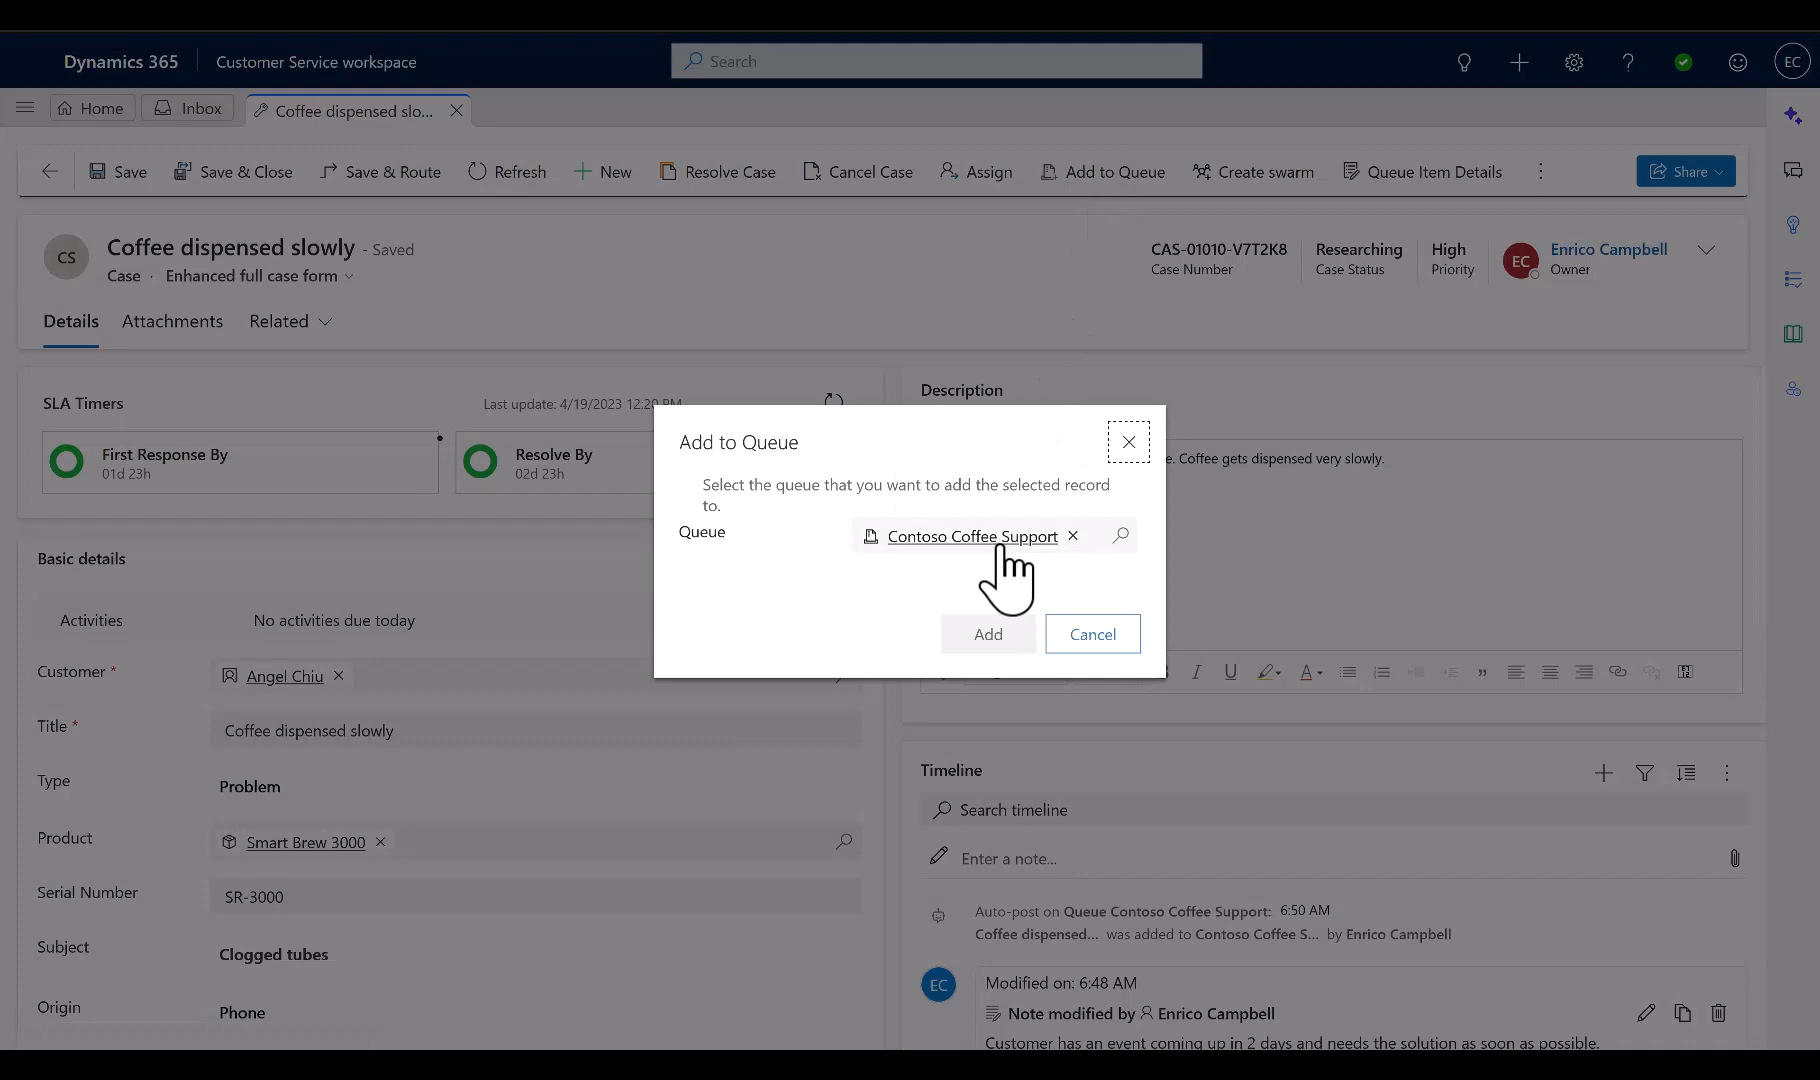 Dynamics 365
Customer Service workspace
Search
EC
Home
Inbox
Coffee dispensed slo...
Save
Save & Close
Save & Route
Refresh
New
Resolve Case
Cancel Case
Assign
Add to Queue
Create swarm
Queue Item Details
Share
CS
Coffee dispensed slowly - Saved
Case · Enhanced full case form
CAS-01010-V7T2K8
Case Number
Researching
Case Status
High
Priority
EC
Enrico Campbell
Owner
Details
Attachments
Related
SLA Timers
Last update: 4/19/2023 12:20 PM
First Response By
01d 23h
Resolve By
02d 23h
Description
e. Coffee gets dispensed very slowly.
Add to Queue
Select the queue that you want to add the selected record
to.
Queue
Contoso Coffee Support
Add
Cancel
Basic details
Activities
No activities due today
Customer *
Angel Chiu
Title *
Coffee dispensed slowly
Type
Problem
Product
Smart Brew 3000
Serial Number
SR-3000
Subject
Clogged tubes
Origin
Phone
Timeline
Search timeline
Enter a note...
Auto-post on Queue Contoso Coffee Support: 6:50 AM
Coffee dispensed... was added to Contoso Coffee S... by Enrico Campbell
EC
Modified on: 6:48 AM
Note modified by Enrico Campbell
Customer has an event coming up in 2 days and needs the solution as soon as possible.